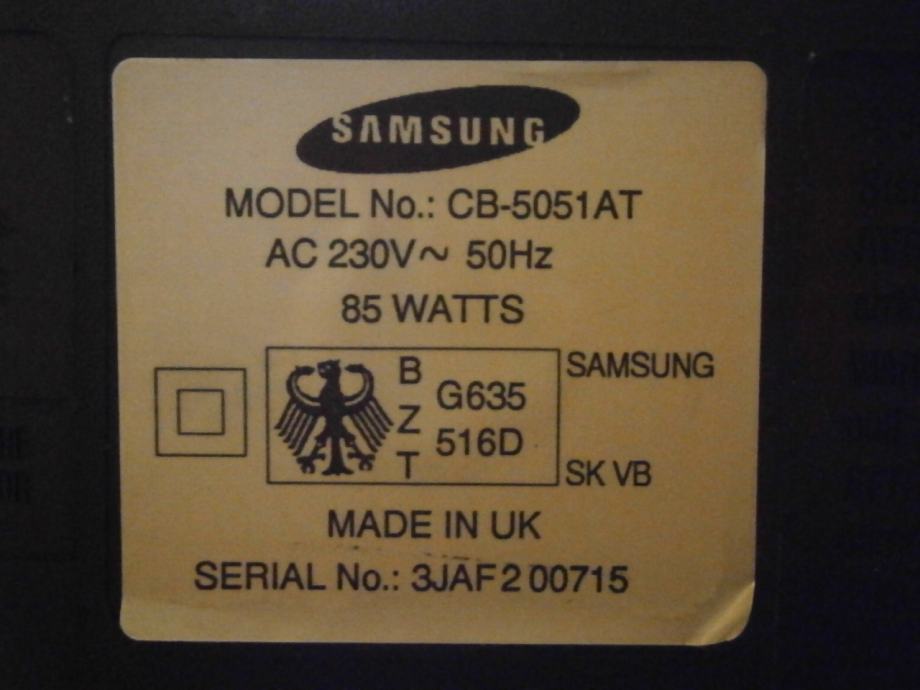 SAMSUNG
MODEL No.: CB-5051AT
AC 230V~ 50Hz
85 WATTS
BZT
G635
516D
SAMSUNG
SK VB
MADE IN UK
SERIAL No.: 3JAF2 00715